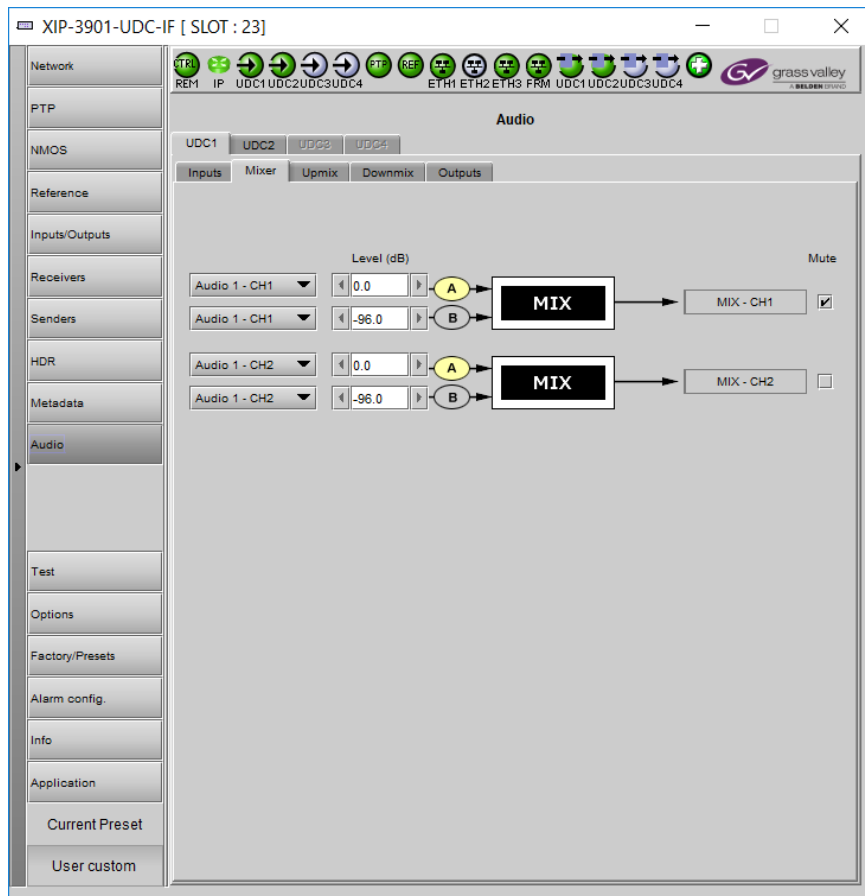 XIP-3901-UDC-IF [ SLOT : 23]
CTRL PTP REF
REM IP UDC1 UDC2 UDC3 UDC4 ETH1 ETH2 ETH3 FRM UDC1 UDC2 UDC3 UDC4
GV grass valley
A BELDEN BRAND
Network
PTP
NMOS
Reference
Inputs/Outputs
Receivers
Senders
HDR
Metadata
Audio
Test
Options
Factory/Presets
Alarm config.
Info
Application
Current Preset
User custom
Audio
UDC1 UDC2 UDC3 UDC4
Inputs Mixer Upmix Downmix Outputs
Level (dB) Mute
Audio 1 - CH1 0.0 A MIX MIX - CH1
Audio 1 - CH1 -96.0 B
Audio 1 - CH2 0.0 A MIX MIX - CH2
Audio 1 - CH2 -96.0 B